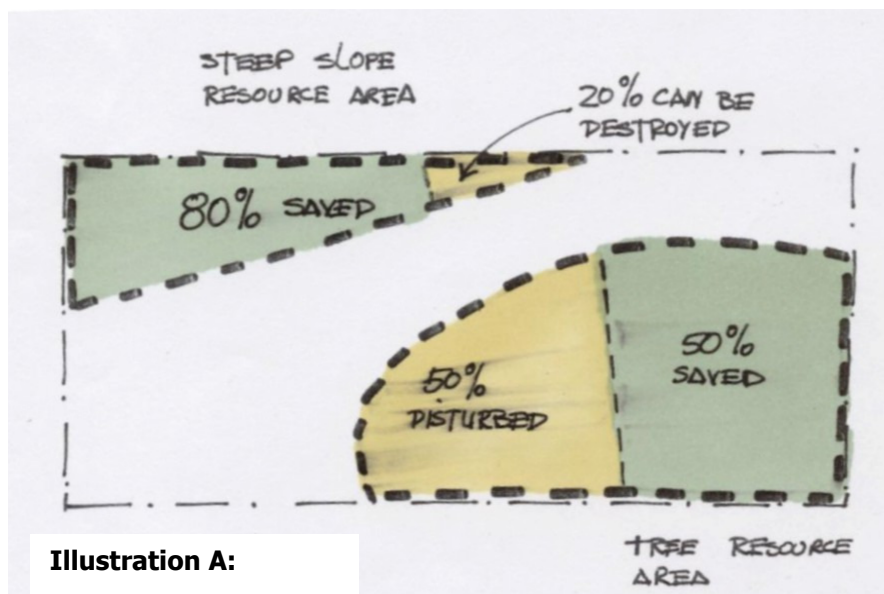 STEEP SLOPE
RESOURCE AREA
20% CAN BE
DESTROYED
80% SAVED
50%
SAVED
50%
DISTURBED
TREE RESOURCE
AREA
Illustration A: